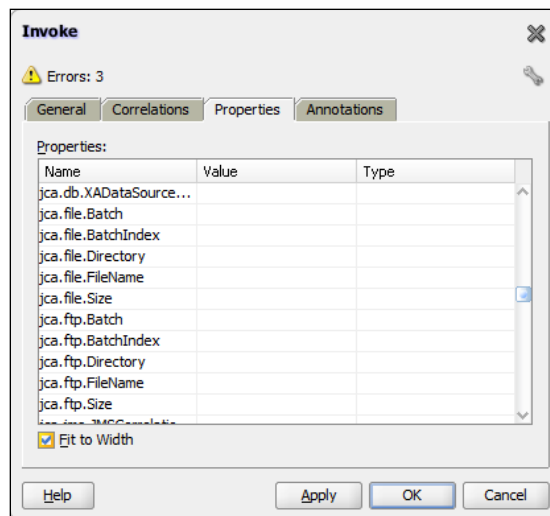 Invoke
Errors: 3
General Correlations Properties Annotations
Properties:
Name Value Type
jca.db.XADataSource...
jca.file.Batch
jca.file.BatchIndex
jca.file.Directory
jca.file.FileName
jca.file.Size
jca.ftp.Batch
jca.ftp.BatchIndex
jca.ftp.Directory
jca.ftp.FileName
jca.ftp.Size
Fit to Width
Help Apply OK Cancel